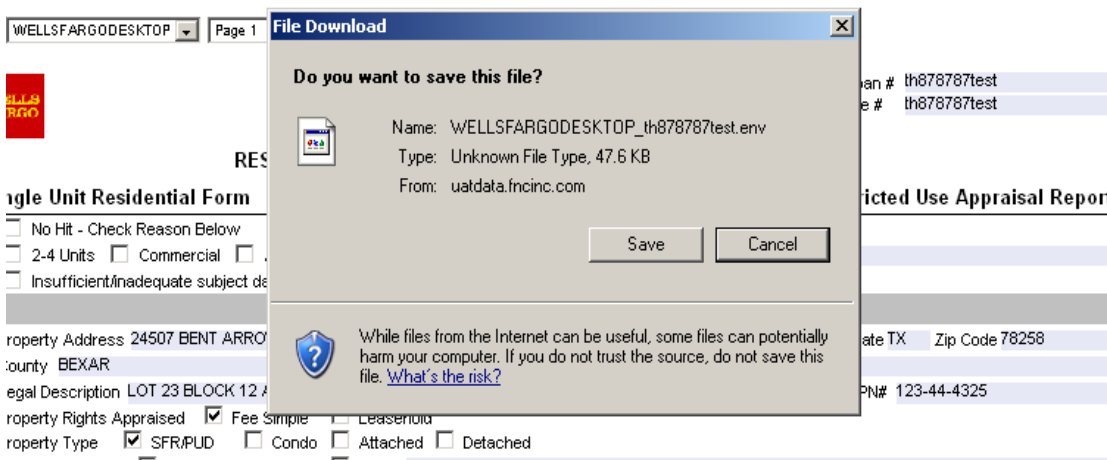 WELLSFARGODESKTOP Page 1
File Download
Do you want to save this file?
Name: WELLSFARGODESKTOP_th878787test.env
Type: Unknown File Type, 47.6 KB
From: uatdata.fncinc.com
Save Cancel
While files from the Internet can be useful, some files can potentially
harm your computer. If you do not trust the source, do not save this
file. What's the risk?
an # th878787test
e # th878787test
ELLS
RGO
RES
ngle Unit Residential Form
ricted Use Appraisal Repor
No Hit - Check Reason Below
2-4 Units Commercial
Insufficient/inadequate subject da
roperty Address 24507 BENT ARRO ate TX Zip Code 78258
ounty BEXAR
egal Description LOT 23 BLOCK 12 PN# 123-44-4325
roperty Rights Appraised Fee Simple Leasehold
roperty Type SFR/PUD Condo Attached Detached